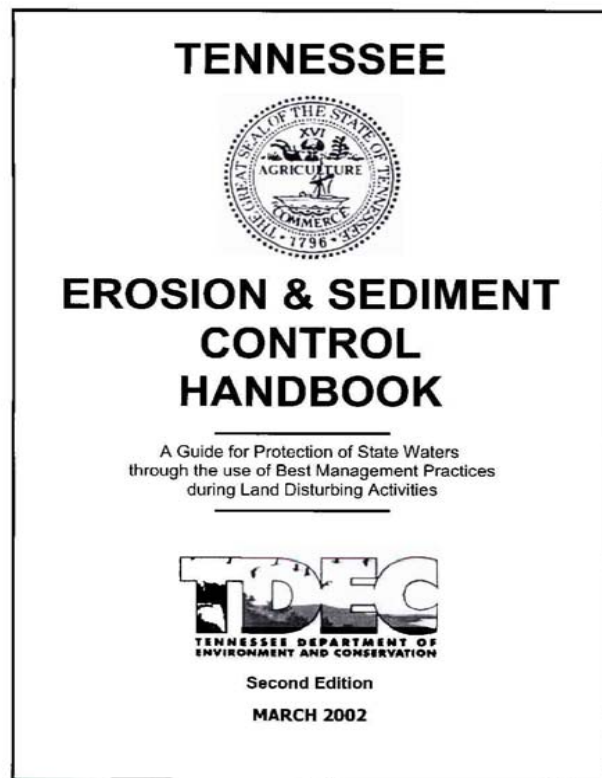 TENNESSEE
THE GREAT SEAL OF THE STATE OF TENNESSEE
XVI
AGRICULTURE
COMMERCE
1796
EROSION & SEDIMENT
CONTROL
HANDBOOK
A Guide for Protection of State Waters
through the use of Best Management Practices
during Land Disturbing Activities
TDEC
TENNESSEE DEPARTMENT OF
ENVIRONMENT AND CONSERVATION
Second Edition
MARCH 2002